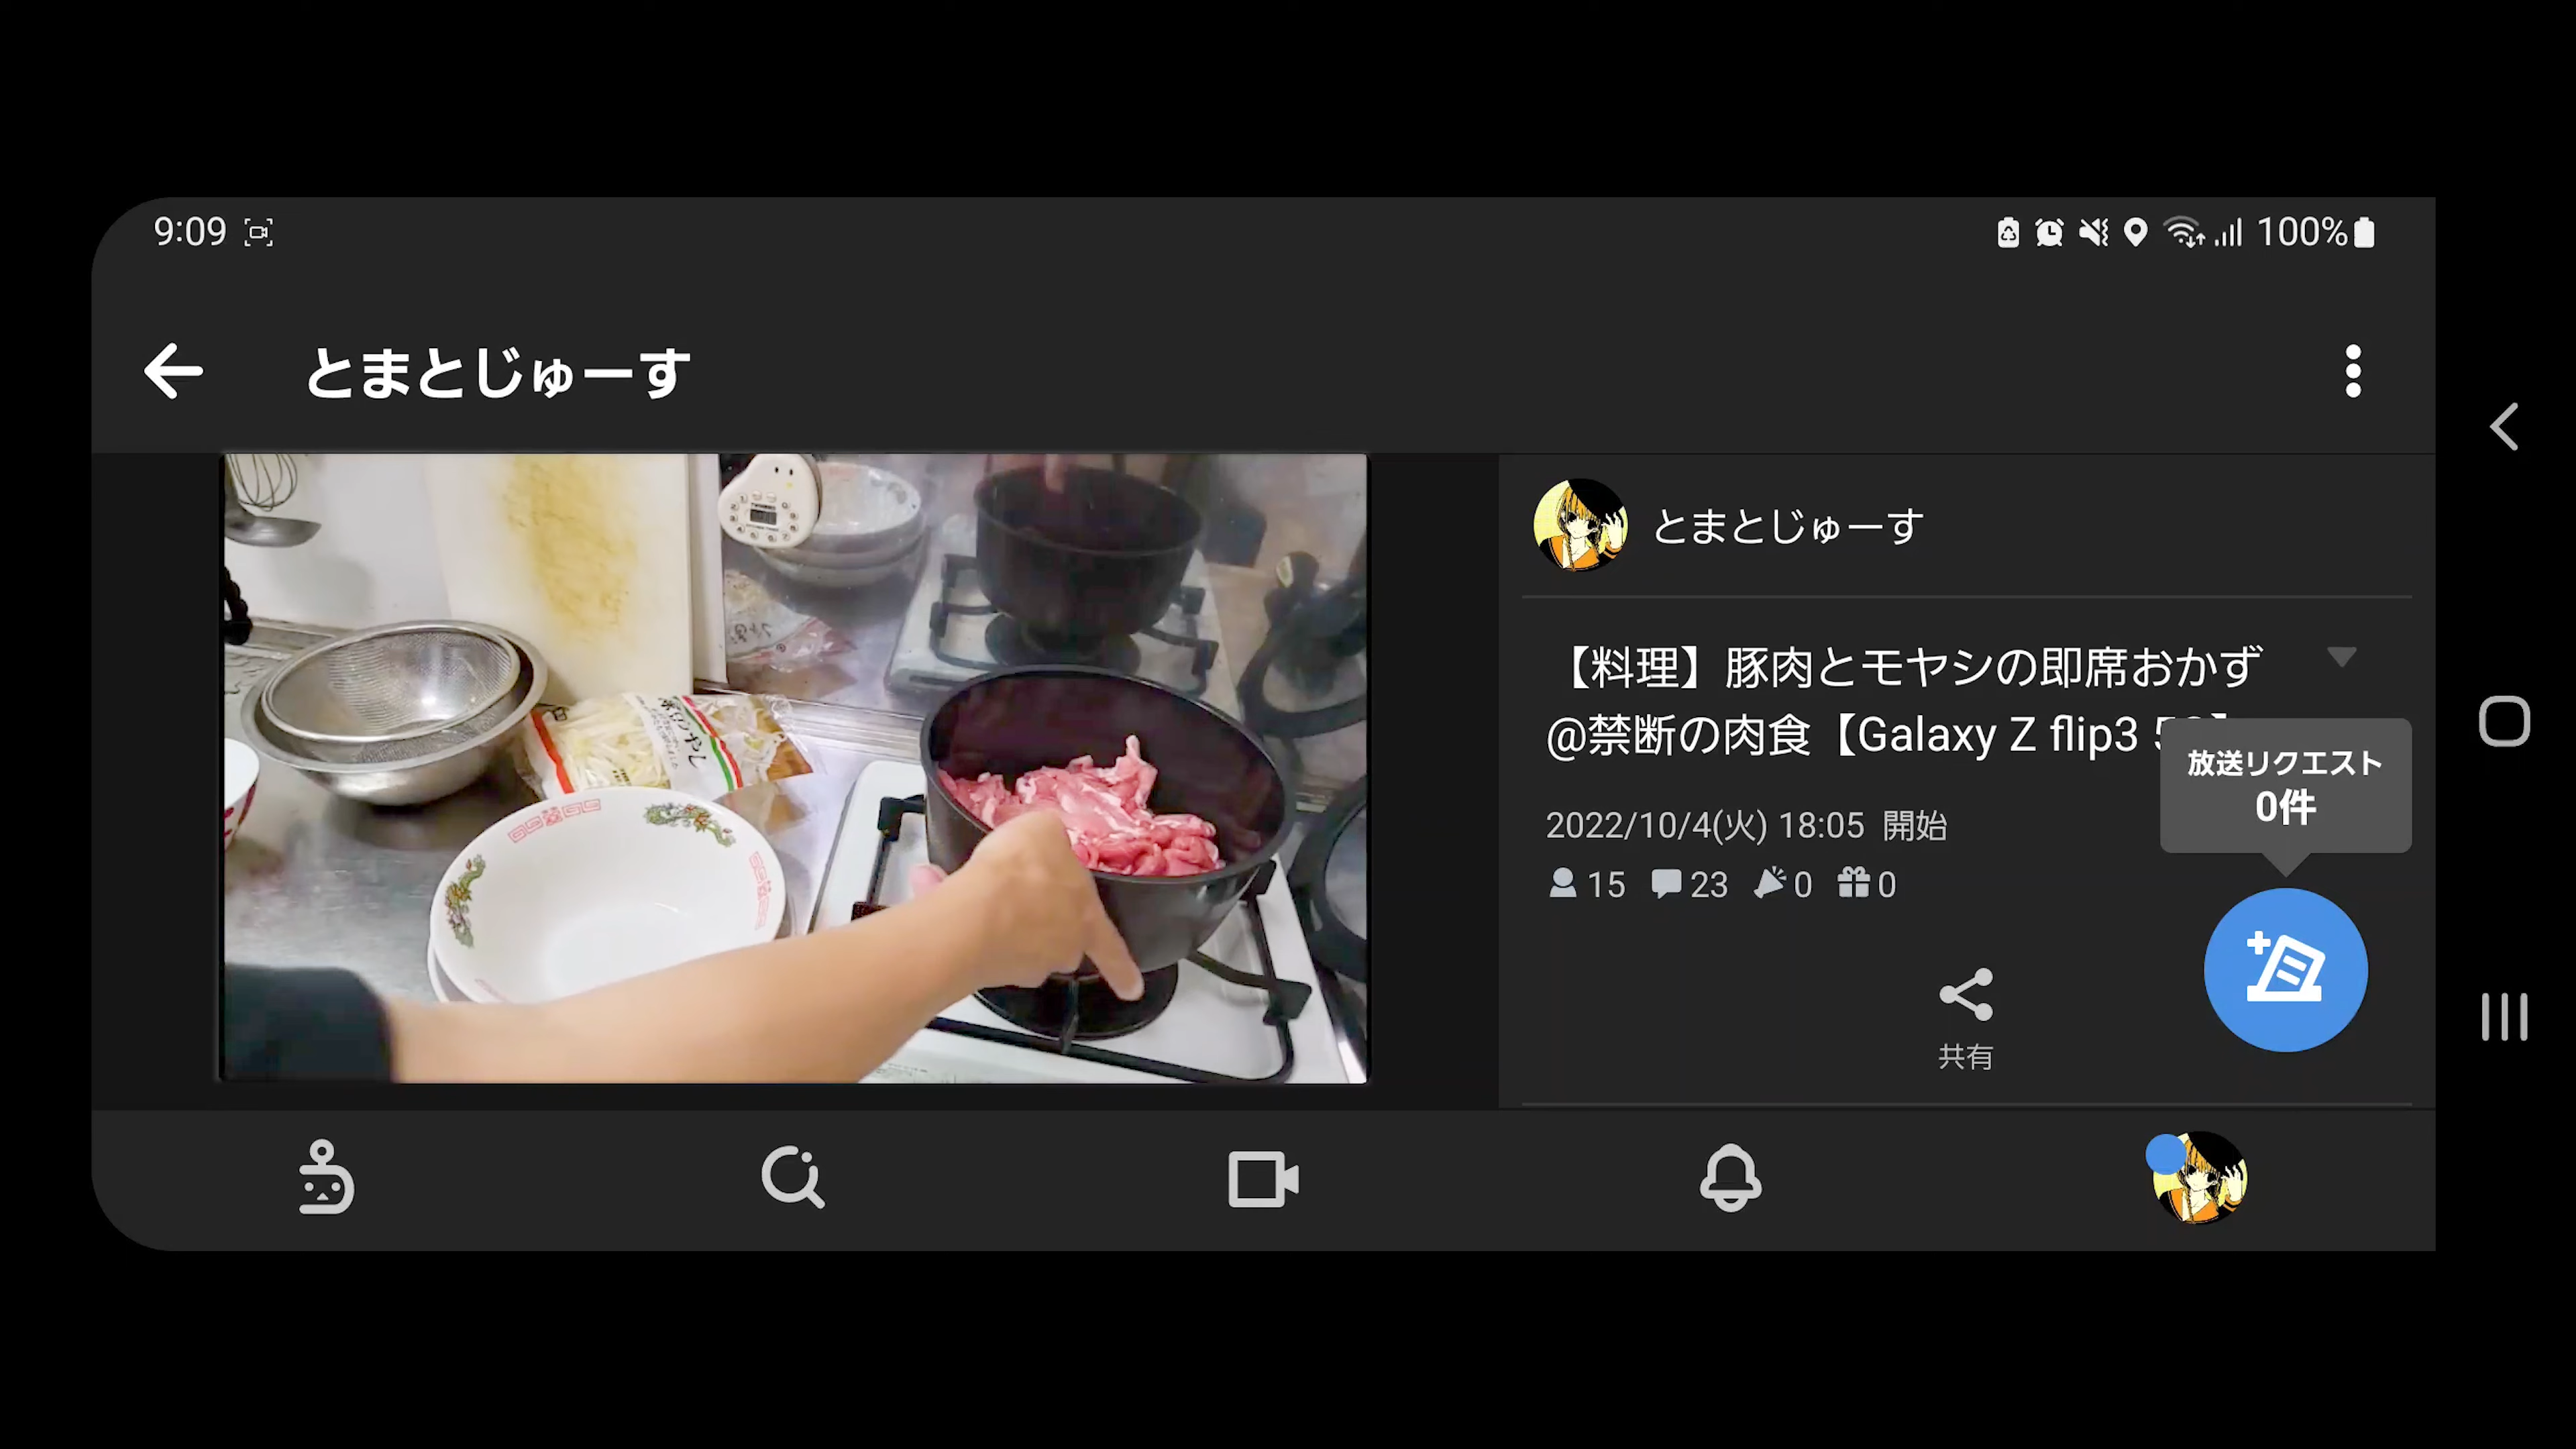 9:09
100%
とまとじゅーす
とまとじゅーす
【料理】豚肉とモヤシの即席おかず
@禁断の肉食【Galaxy Z flip3
放送リクエスト
0件
2022/10/4(火) 18:05 開始
15 23 0 0
共有